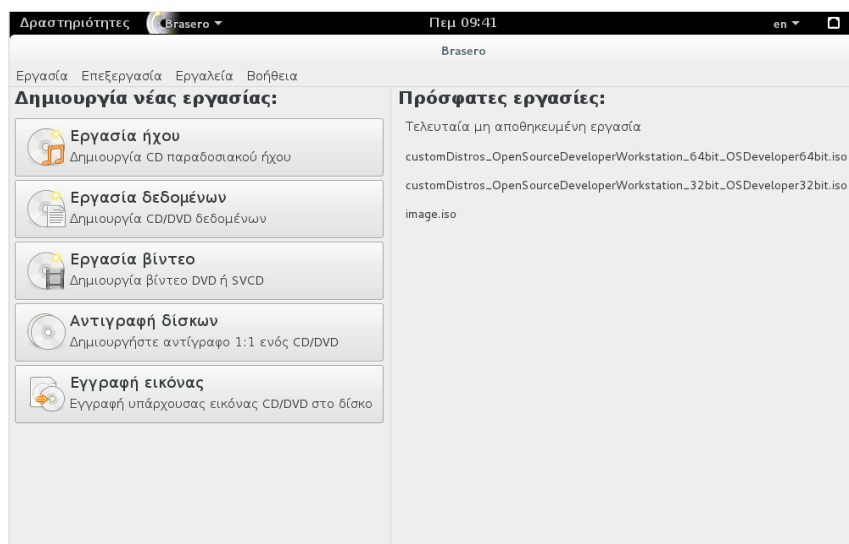 Δραστηριότητες Brasero Πεμ 09:41 en
Brasero
Εργασία Επεξεργασία Εργαλεία Βοήθεια
Δημιουργία νέας εργασίας:
Εργασία ήχου
Δημιουργία CD παραδοσιακού ήχου
Εργασία δεδομένων
Δημιουργία CD/DVD δεδομένων
Εργασία βίντεο
Δημιουργία βίντεο DVD ή SVCD
Αντιγραφή δίσκων
Δημιουργήστε αντίγραφο 1:1 ενός CD/DVD
Εγγραφή εικόνας
Εγγραφή υπάρχουσας εικόνας CD/DVD στο δίσκο
Πρόσφατες εργασίες:
Τελευταία μη αποθηκευμένη εργασία
customDistros_OpenSourceDeveloperWorkstation_64bit_OSDeveloper64bit.iso
customDistros_OpenSourceDeveloperWorkstation_32bit_OSDeveloper32bit.iso
image.iso